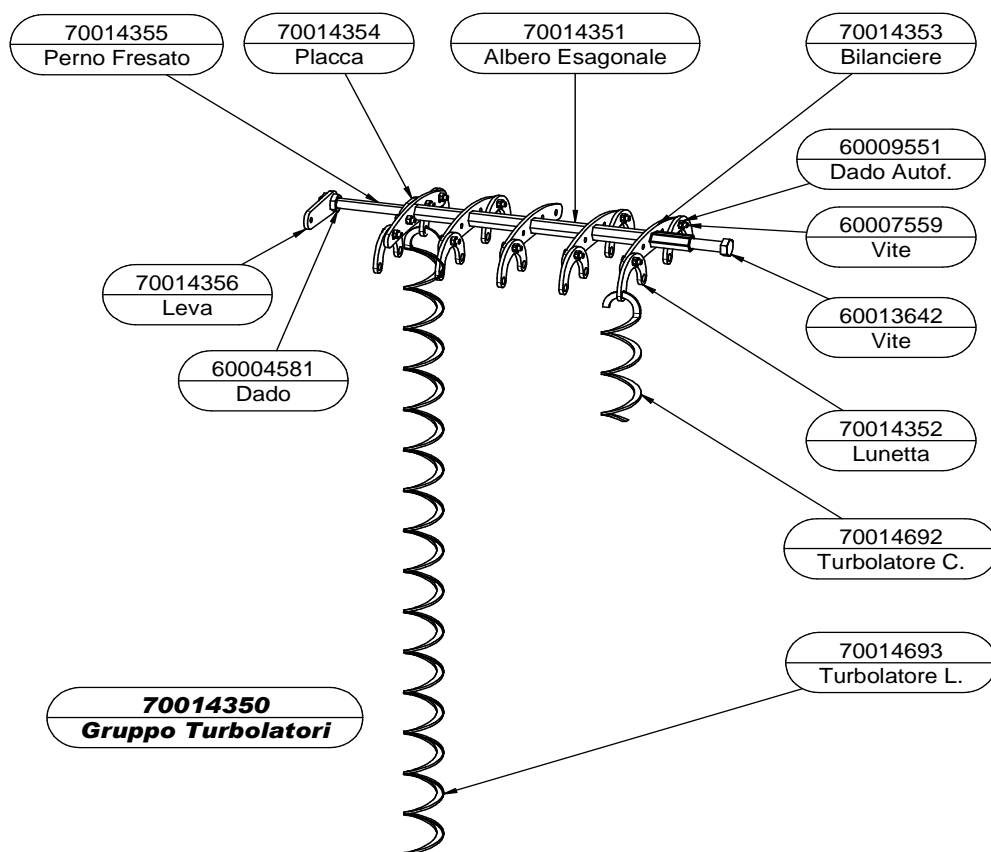 70014355
Perno Fresato
70014354
Placca
70014351
Albero Esagonale
70014353
Bilanciere
60009551
Dado Autof.
60007559
Vite
70014356
Leva
60013642
Vite
60004581
Dado
70014352
Lunetta
70014692
Turbolatore C.
70014693
Turbolatore L.
70014350
Gruppo Turbolatori